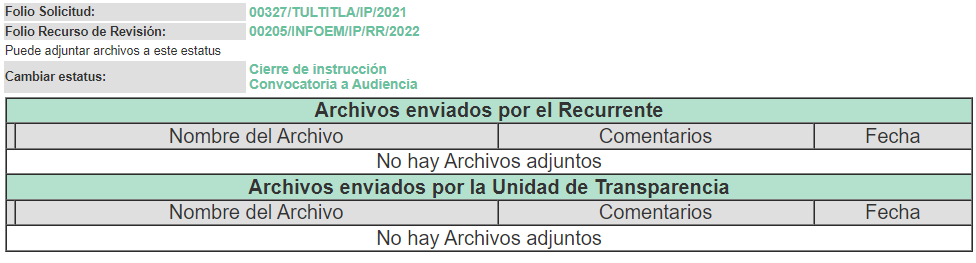 Folio Solicitud: 00327/TULTITLA/IP/2021
Folio Recurso de Revisión: 00205/INFOEM/IP/RR/2022
Puede adjuntar archivos a este estatus
Cambiar estatus: Cierre de instrucción
Convocatoria a Audiencia
Archivos enviados por el Recurrente
Nombre del Archivo Comentarios Fecha
No hay Archivos adjuntos
Archivos enviados por la Unidad de Transparencia
Nombre del Archivo Comentarios Fecha
No hay Archivos adjuntos